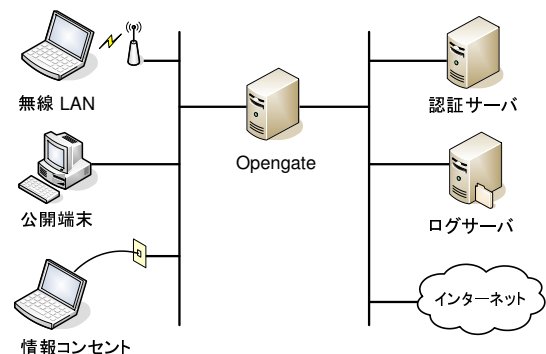 無線 LAN
公開端末
情報コンセント
Opengate
認証サーバ
ログサーバ
インターネット